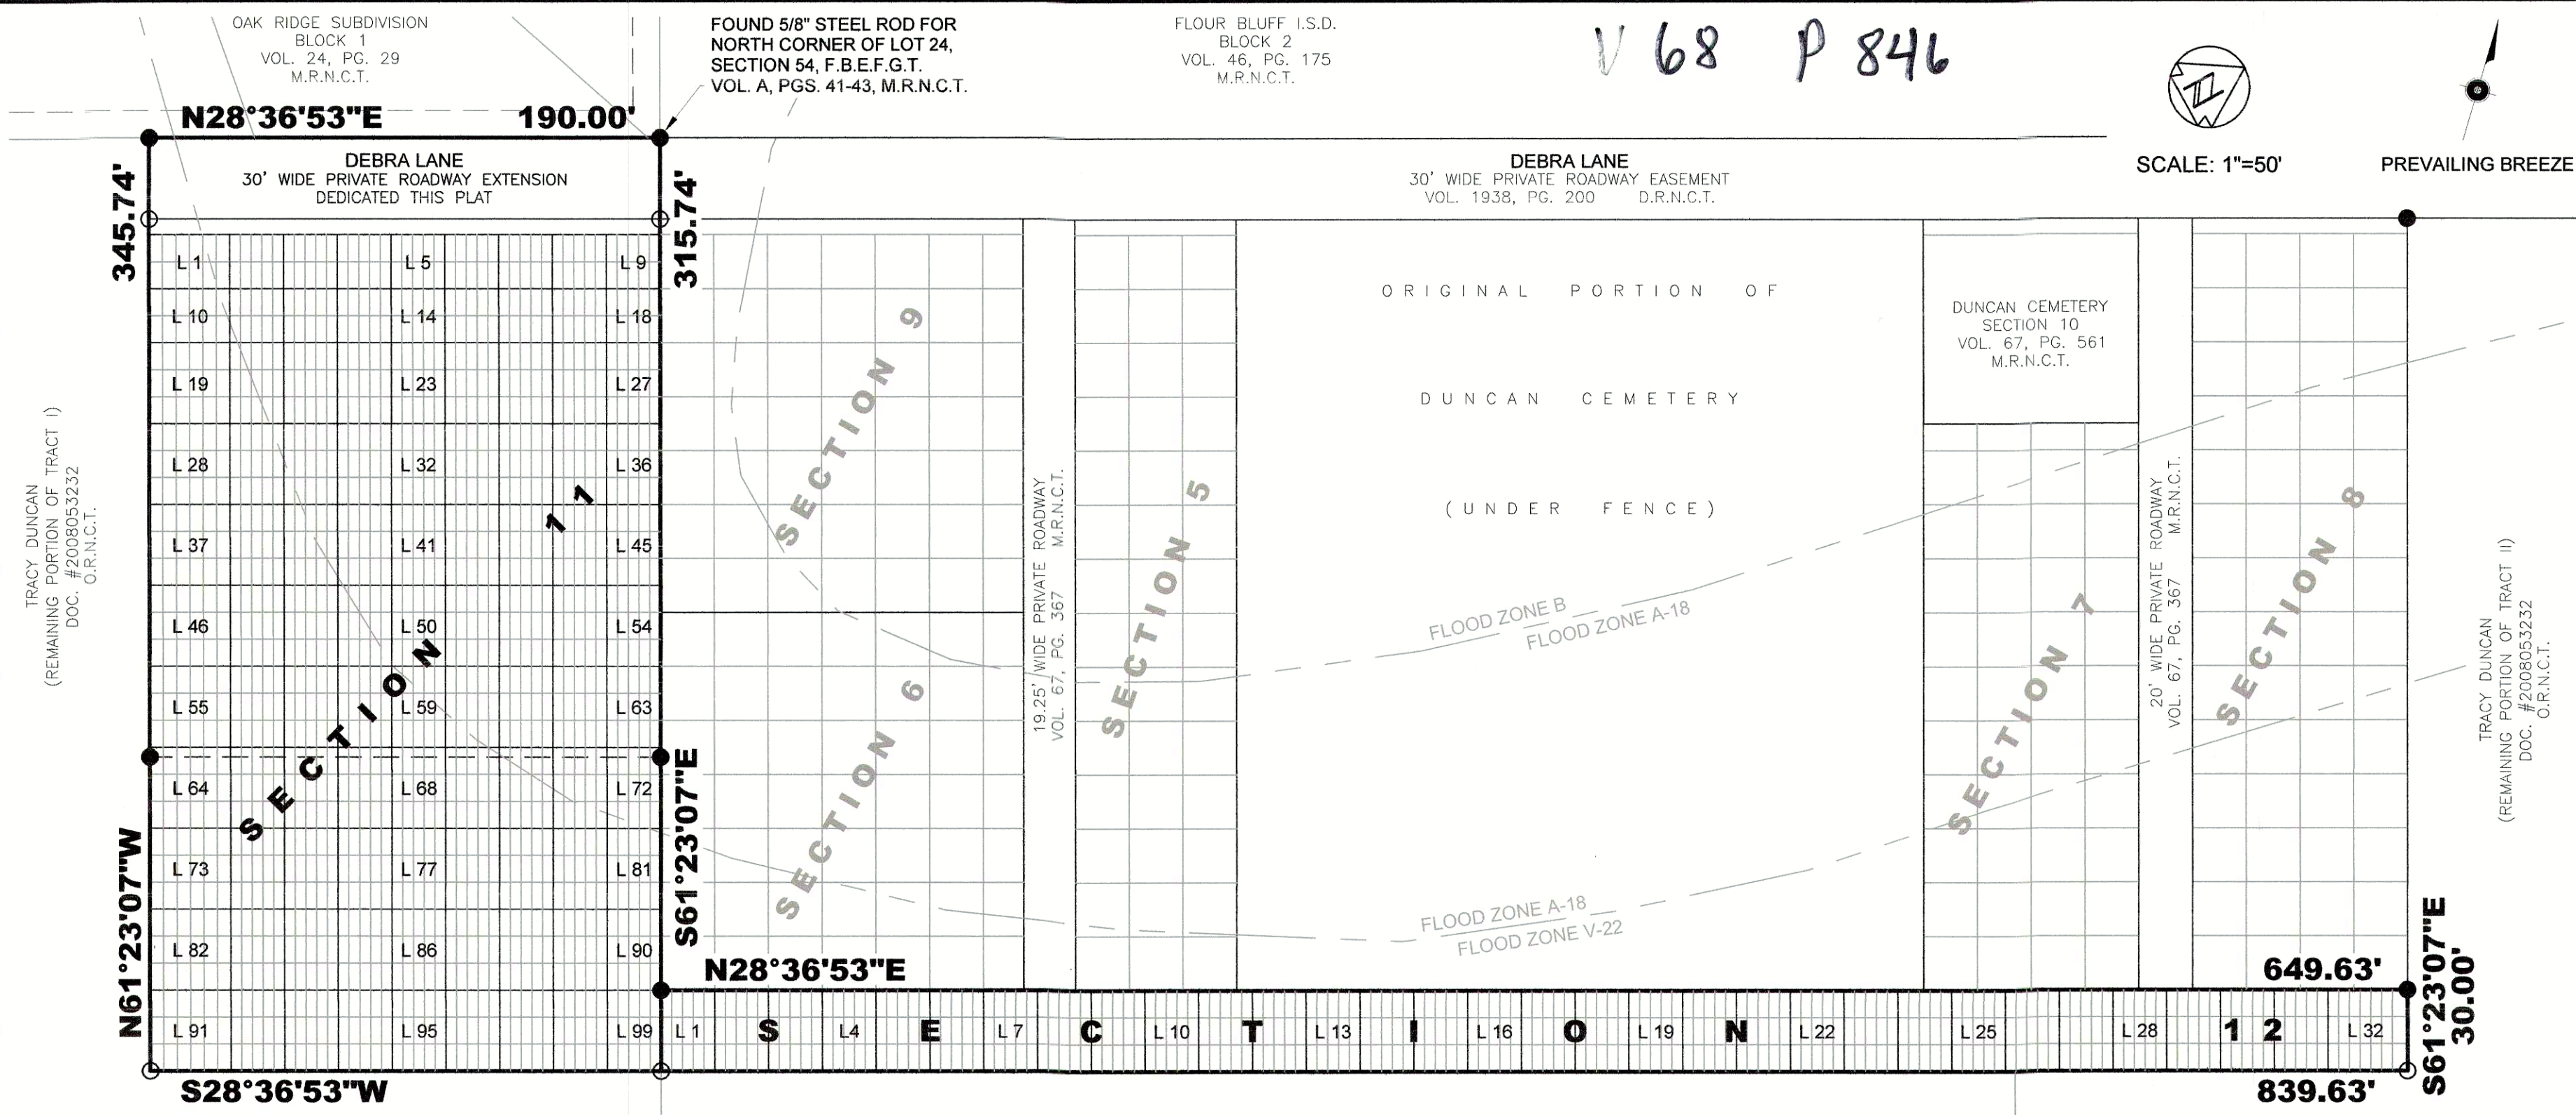 OAK RIDGE SUBDIVISION
BLOCK 1
VOL. 24, PG. 29
M.R.N.C.T.
FOUND 5/8" STEEL ROD FOR
NORTH CORNER OF LOT 24,
SECTION 54, F.B.E.F.G.T.
VOL. A, PGS. 41-43, M.R.N.C.T.
FLOUR BLUFF I.S.D.
BLOCK 2
VOL. 46, PG. 175
M.R.N.C.T.
V 68 P 846
SCALE: 1"=50'
PREVAILING BREEZE
N28°36'53"E 190.00'
DEBRA LANE
30' WIDE PRIVATE ROADWAY EXTENSION
DEDICATED THIS PLAT
DEBRA LANE
30' WIDE PRIVATE ROADWAY EASEMENT
VOL. 1938, PG. 200 D.R.N.C.T.
345.74'
315.74'
L 1 L 5 L 9
L 10 L 14 L 18
L 19 L 23 L 27
L 28 L 32 L 36
L 37 L 41 L 45
L 46 L 50 L 54
L 55 L 59 L 63
L 64 L 68 L 72
L 73 L 77 L 81
L 82 L 86 L 90
L 91 L 95 L 99
SECTION 11
TRACY DUNCAN
(REMAINING PORTION OF TRACT I)
DOC. #2008053232
O.R.N.C.T.
N61°23'07"W
S61°23'07"E
SECTION 9
SECTION 6
19.25' WIDE PRIVATE ROADWAY
VOL. 67, PG. 367 M.R.N.C.T.
SECTION 5
ORIGINAL PORTION OF
DUNCAN CEMETERY
(UNDER FENCE)
FLOOD ZONE B
FLOOD ZONE A-18
FLOOD ZONE A-18
FLOOD ZONE V-22
DUNCAN CEMETERY
SECTION 10
VOL. 67, PG. 561
M.R.N.C.T.
SECTION 7
20' WIDE PRIVATE ROADWAY
VOL. 67, PG. 367 M.R.N.C.T.
SECTION 8
TRACY DUNCAN
(REMAINING PORTION OF TRACT II)
DOC. #2008053232
O.R.N.C.T.
N28°36'53"E 649.63'
S61°23'07"E
30.00'
L 1 L4 L 7 L 10 L 13 L 16 L 19 L 22 L 25 L 28 L 32
SECTION 12
S28°36'53"W 839.63'